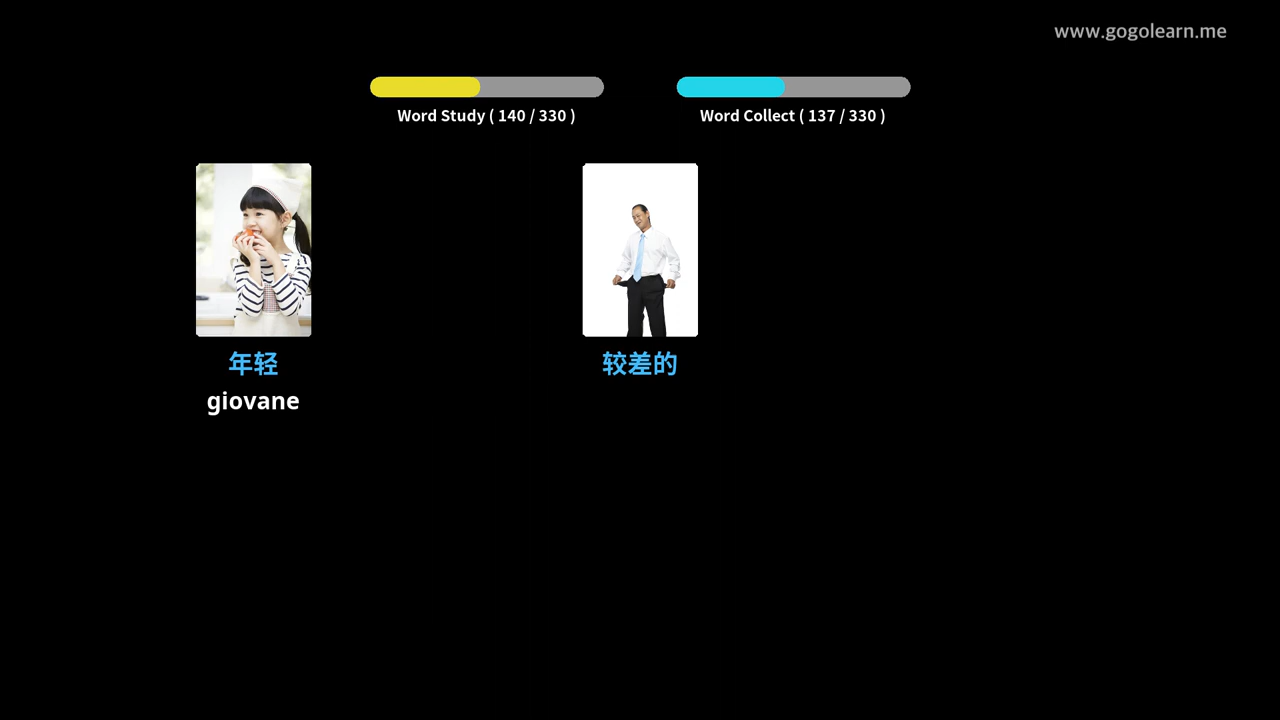 www.gogolearn.me
Word Study ( 140 / 330 )
Word Collect ( 137 / 330 )
年轻
giovane
较差的